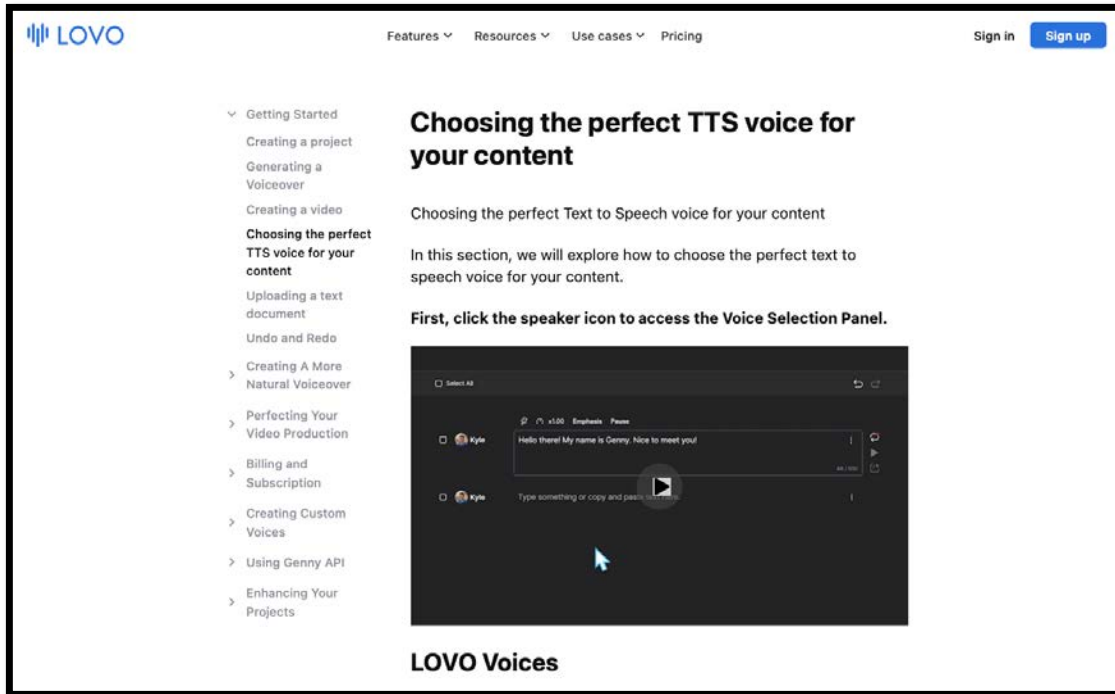 LOVO
Features
Resources
Use cases
Pricing
Sign in
Sign up
Getting Started
Creating a project
Generating a
Voiceover
Creating a video
Choosing the perfect
TTS voice for your
content
Uploading a text
document
Undo and Redo
Creating A More
Natural Voiceover
Perfecting Your
Video Production
Billing and
Subscription
Creating Custom
Voices
Using Genny API
Enhancing Your
Projects
Choosing the perfect TTS voice for
your content
Choosing the perfect Text to Speech voice for your content
In this section, we will explore how to choose the perfect text to
speech voice for your content.
First, click the speaker icon to access the Voice Selection Panel.
Select All
x1.00 Emphasis Pause
Kyle
Hello there! My name is Genny. Nice to meet you!
Kyle
Type something or copy and paste
LOVO Voices